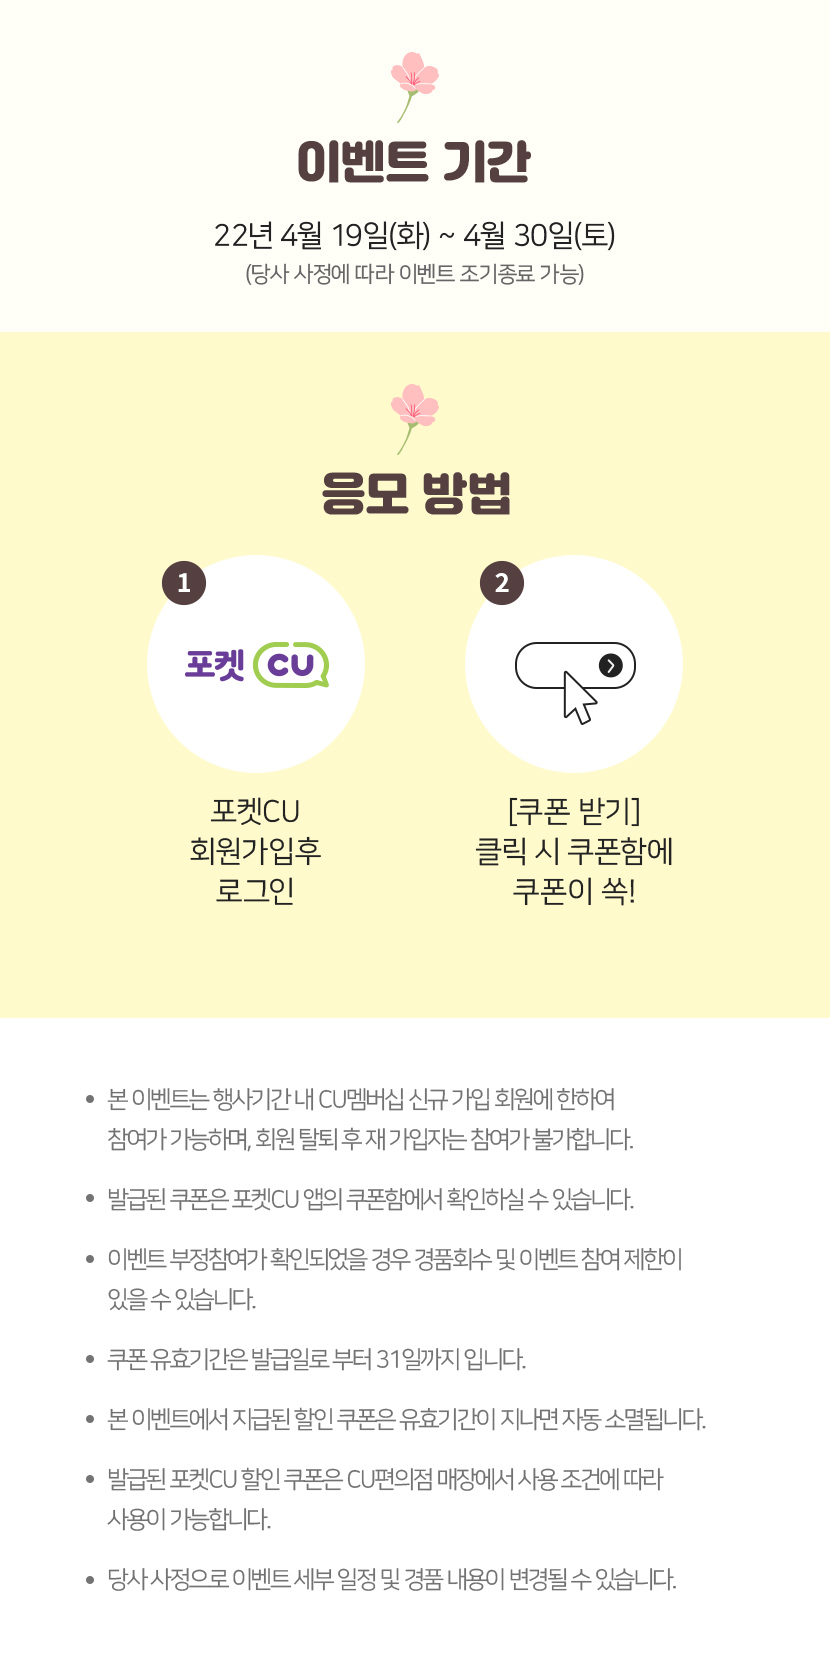 이벤트 기간
22년 4월 19일(화) ~ 4월 30일(토)
(당사 사정에 따라 이벤트 조기종료 가능)
응모 방법
1
포켓 CU
포켓CU
회원가입후
로그인
2
[쿠폰 받기]
클릭 시 쿠폰함에
쿠폰이 쏙!
• 본 이벤트는 행사기간 내 CU멤버십 신규 가입 회원에 한하여
참여가 가능하며, 회원 탈퇴 후 재 가입자는 참여가 불가합니다.
• 발급된 쿠폰은 포켓CU 앱의 쿠폰함에서 확인하실 수 있습니다.
• 이벤트 부정참여가 확인되었을 경우 경품회수 및 이벤트 참여 제한이
있을 수 있습니다.
• 쿠폰 유효기간은 발급일로 부터 31일까지 입니다.
• 본 이벤트에서 지급된 할인 쿠폰은 유효기간이 지나면 자동 소멸됩니다.
• 발급된 포켓CU 할인 쿠폰은 CU편의점 매장에서 사용 조건에 따라
사용이 가능합니다.
• 당사 사정으로 이벤트 세부 일정 및 경품 내용이 변경될 수 있습니다.